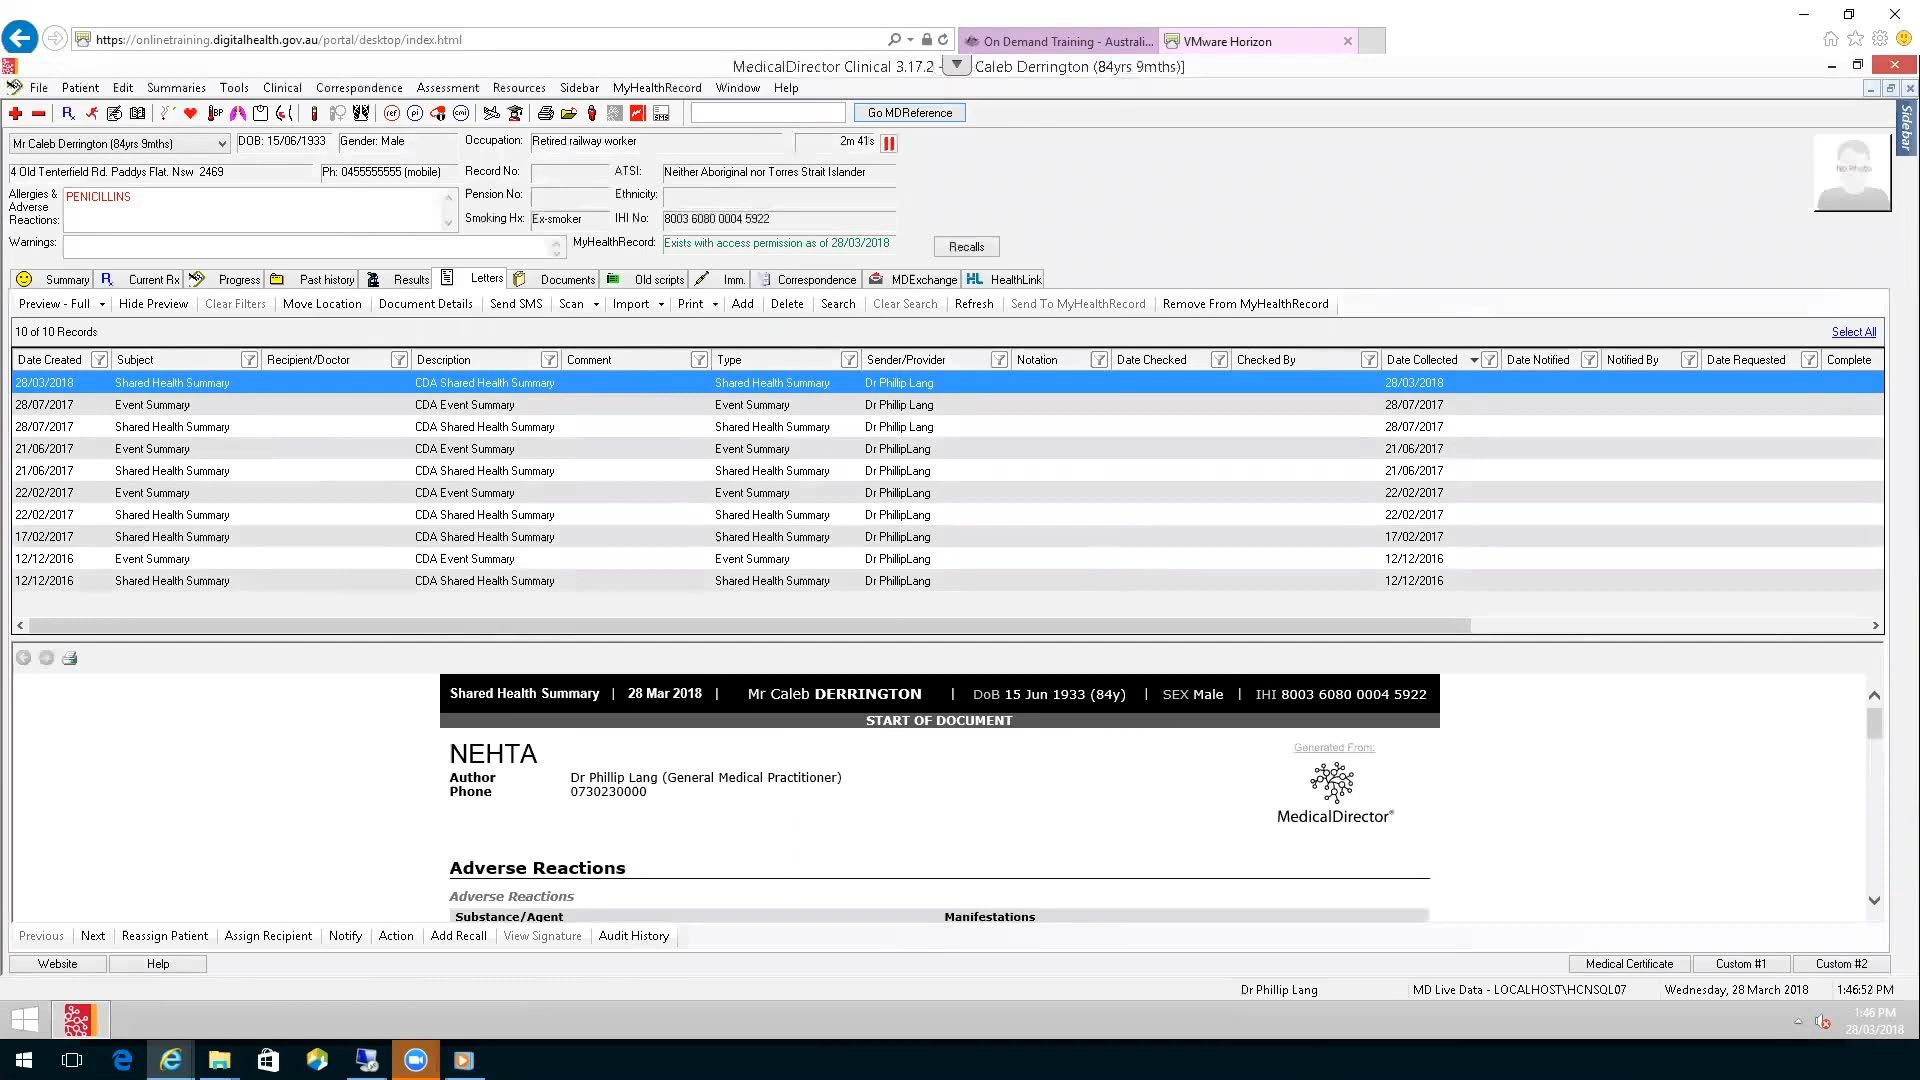 https://onlinetraining.digitalhealth.gov.au/portal/desktop/index.html
On Demand Training - Australi...
VMware Horizon
MedicalDirector Clinical 3.17.2 - Caleb Derrington (84yrs 9mths)]
File Patient Edit Summaries Tools Clinical Correspondence Assessment Resources Sidebar MyHealthRecord Window Help
Go MDReference
Sidebar
Mr Caleb Derrington (84yrs 9mths) DOB: 15/06/1933 Gender: Male Occupation: Retired railway worker 2m 41s
4 Old Tenterfield Rd. Paddys Flat. Nsw 2469 Ph: 0455555555 (mobile) Record No: ATSI: Neither Aboriginal nor Torres Strait Islander
No Photo
Allergies & Adverse Reactions: PENICILLINS Pension No: Ethnicity:
Smoking Hx: Ex-smoker IHI No: 8003 6080 0004 5922
Warnings: MyHealthRecord: Exists with access permission as of 28/03/2018 Recalls
Summary Current Rx Progress Past history Results Letters Documents Old scripts Imm. Correspondence MDExchange HealthLink
Preview - Full Hide Preview Clear Filters Move Location Document Details Send SMS Scan Import Print Add Delete Search Clear Search Refresh Send To MyHealthRecord Remove From MyHealthRecord
10 of 10 Records Select All
Date Created Subject Recipient/Doctor Description Comment Type Sender/Provider Notation Date Checked Checked By Date Collected Date Notified Notified By Date Requested Complete
28/03/2018 Shared Health Summary CDA Shared Health Summary Shared Health Summary Dr Phillip Lang 28/03/2018
28/07/2017 Event Summary CDA Event Summary Event Summary Dr Phillip Lang 28/07/2017
28/07/2017 Shared Health Summary CDA Shared Health Summary Shared Health Summary Dr Phillip Lang 28/07/2017
21/06/2017 Event Summary CDA Event Summary Event Summary Dr PhillipLang 21/06/2017
21/06/2017 Shared Health Summary CDA Shared Health Summary Shared Health Summary Dr PhillipLang 21/06/2017
22/02/2017 Event Summary CDA Event Summary Event Summary Dr PhillipLang 22/02/2017
22/02/2017 Shared Health Summary CDA Shared Health Summary Shared Health Summary Dr PhillipLang 22/02/2017
17/02/2017 Shared Health Summary CDA Shared Health Summary Shared Health Summary Dr PhillipLang 17/02/2017
12/12/2016 Event Summary CDA Event Summary Event Summary Dr PhillipLang 12/12/2016
12/12/2016 Shared Health Summary CDA Shared Health Summary Shared Health Summary Dr PhillipLang 12/12/2016
Shared Health Summary | 28 Mar 2018 | Mr Caleb DERRINGTON | DoB 15 Jun 1933 (84y) | SEX Male | IHI 8003 6080 0004 5922
START OF DOCUMENT
NEHTA
Generated From:
Author Dr Phillip Lang (General Medical Practitioner)
Phone 0730230000
MedicalDirector®
Adverse Reactions
Adverse Reactions
Substance/Agent Manifestations
Previous Next Reassign Patient Assign Recipient Notify Action Add Recall View Signature Audit History
Website Help Medical Certificate Custom #1 Custom #2
Dr Phillip Lang MD Live Data - LOCALHOST\HCNSQL07 Wednesday, 28 March 2018 1:46:52 PM
1:46 PM
28/03/2018